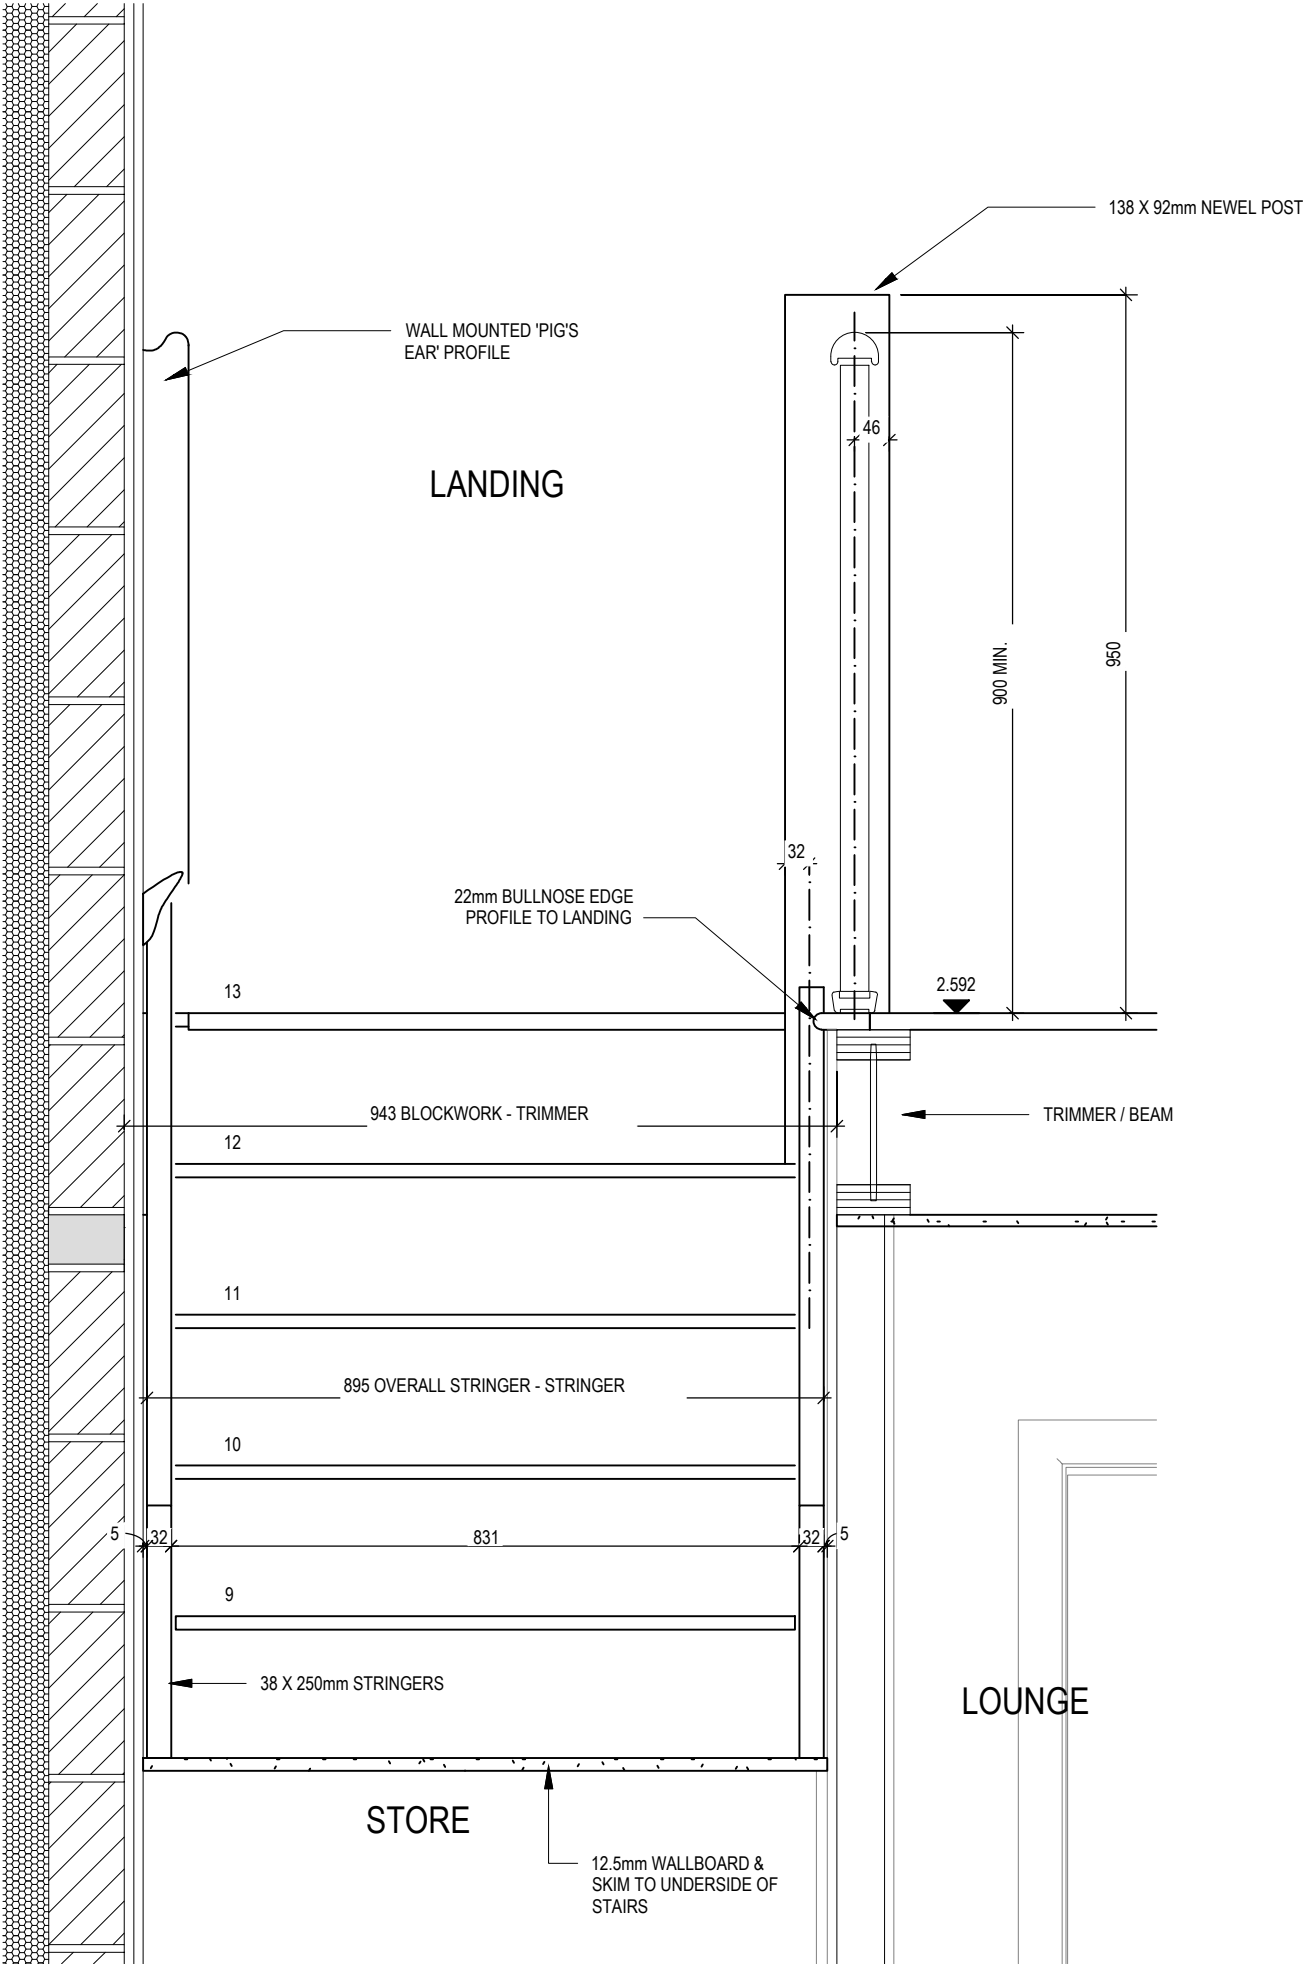 138 X 92mm NEWEL POST
WALL MOUNTED 'PIG'S
EAR' PROFILE
46
LANDING
900 MIN.
950
32
22mm BULLNOSE EDGE
PROFILE TO LANDING
13
2.592
943 BLOCKWORK - TRIMMER
TRIMMER / BEAM
12
11
895 OVERALL STRINGER - STRINGER
10
5
32
831
32
5
9
38 X 250mm STRINGERS
LOUNGE
STORE
12.5mm WALLBOARD &
SKIM TO UNDERSIDE OF
STAIRS